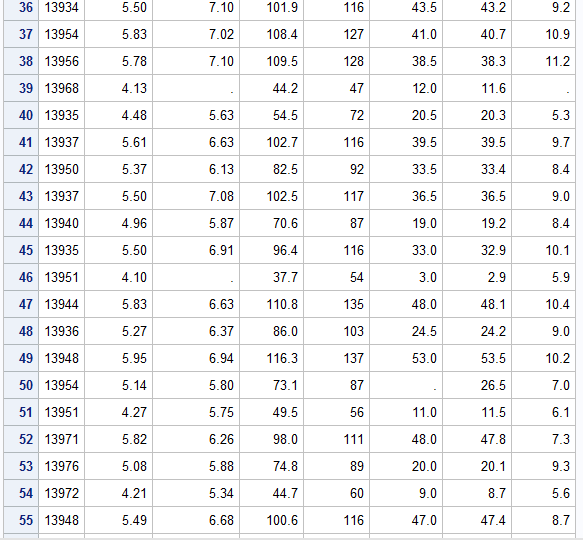 36 13934 5.50 7.10 101.9 116 43.5 43.2 9.2
37 13954 5.83 7.02 108.4 127 41.0 40.7 10.9
38 13956 5.78 7.10 109.5 128 38.5 38.3 11.2
39 13968 4.13 . 44.2 47 12.0 11.6 .
40 13935 4.48 5.63 54.5 72 20.5 20.3 5.3
41 13937 5.61 6.63 102.7 116 39.5 39.5 9.7
42 13950 5.37 6.13 82.5 92 33.5 33.4 8.4
43 13937 5.50 7.08 102.5 117 36.5 36.5 9.0
44 13940 4.96 5.87 70.6 87 19.0 19.2 8.4
45 13935 5.50 6.91 96.4 116 33.0 32.9 10.1
46 13951 4.10 . 37.7 54 3.0 2.9 5.9
47 13944 5.83 6.63 110.8 135 48.0 48.1 10.4
48 13936 5.27 6.37 86.0 103 24.5 24.2 9.0
49 13948 5.95 6.94 116.3 137 53.0 53.5 10.2
50 13954 5.14 5.80 73.1 87 . 26.5 7.0
51 13951 4.27 5.75 49.5 56 11.0 11.5 6.1
52 13971 5.82 6.26 98.0 111 48.0 47.8 7.3
53 13976 5.08 5.88 74.8 89 20.0 20.1 9.3
54 13972 4.21 5.34 44.7 60 9.0 8.7 5.6
55 13948 5.49 6.68 100.6 116 47.0 47.4 8.7